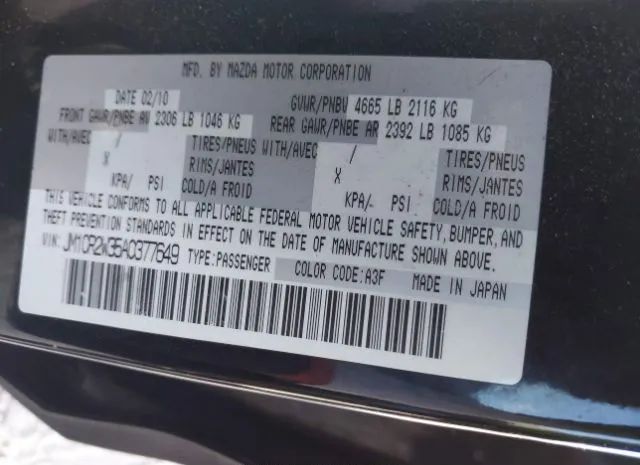 MFD. BY MAZDA MOTOR CORPORATION
DATE 02/10 GVWR/PNBV 4665 LB 2116 KG
FRONT GAWR/PNBE AV 2306 LB 1046 KG REAR GAWR/PNBE AR 2392 LB 1085 KG
WITH/AVEC / TIRES/PNEUS WITH/AVEC / TIRES/PNEUS
X RIMS/JANTES X RIMS/JANTES
KPA/ PSI COLD/A FROID KPA/ PSI COLD/A FROID
THIS VEHICLE CONFORMS TO ALL APPLICABLE FEDERAL MOTOR VEHICLE SAFETY, BUMPER, AND
THEFT PREVENTION STANDARDS IN EFFECT ON THE DATE OF MANUFACTURE SHOWN ABOVE.
VIN: JM1CR2W35A0377649 TYPE:PASSENGER COLOR CODE:A3F MADE IN JAPAN